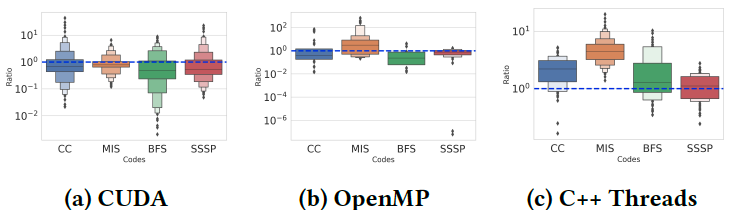 Ratio
10¹
10⁰
10⁻¹
10⁻²
CC MIS BFS SSSP
Codes
(a) CUDA
Ratio
10²
10⁰
10⁻²
10⁻⁴
10⁻⁶
CC MIS BFS SSSP
Codes
(b) OpenMP
Ratio
10¹
10⁰
CC MIS BFS SSSP
Codes
(c) C++ Threads